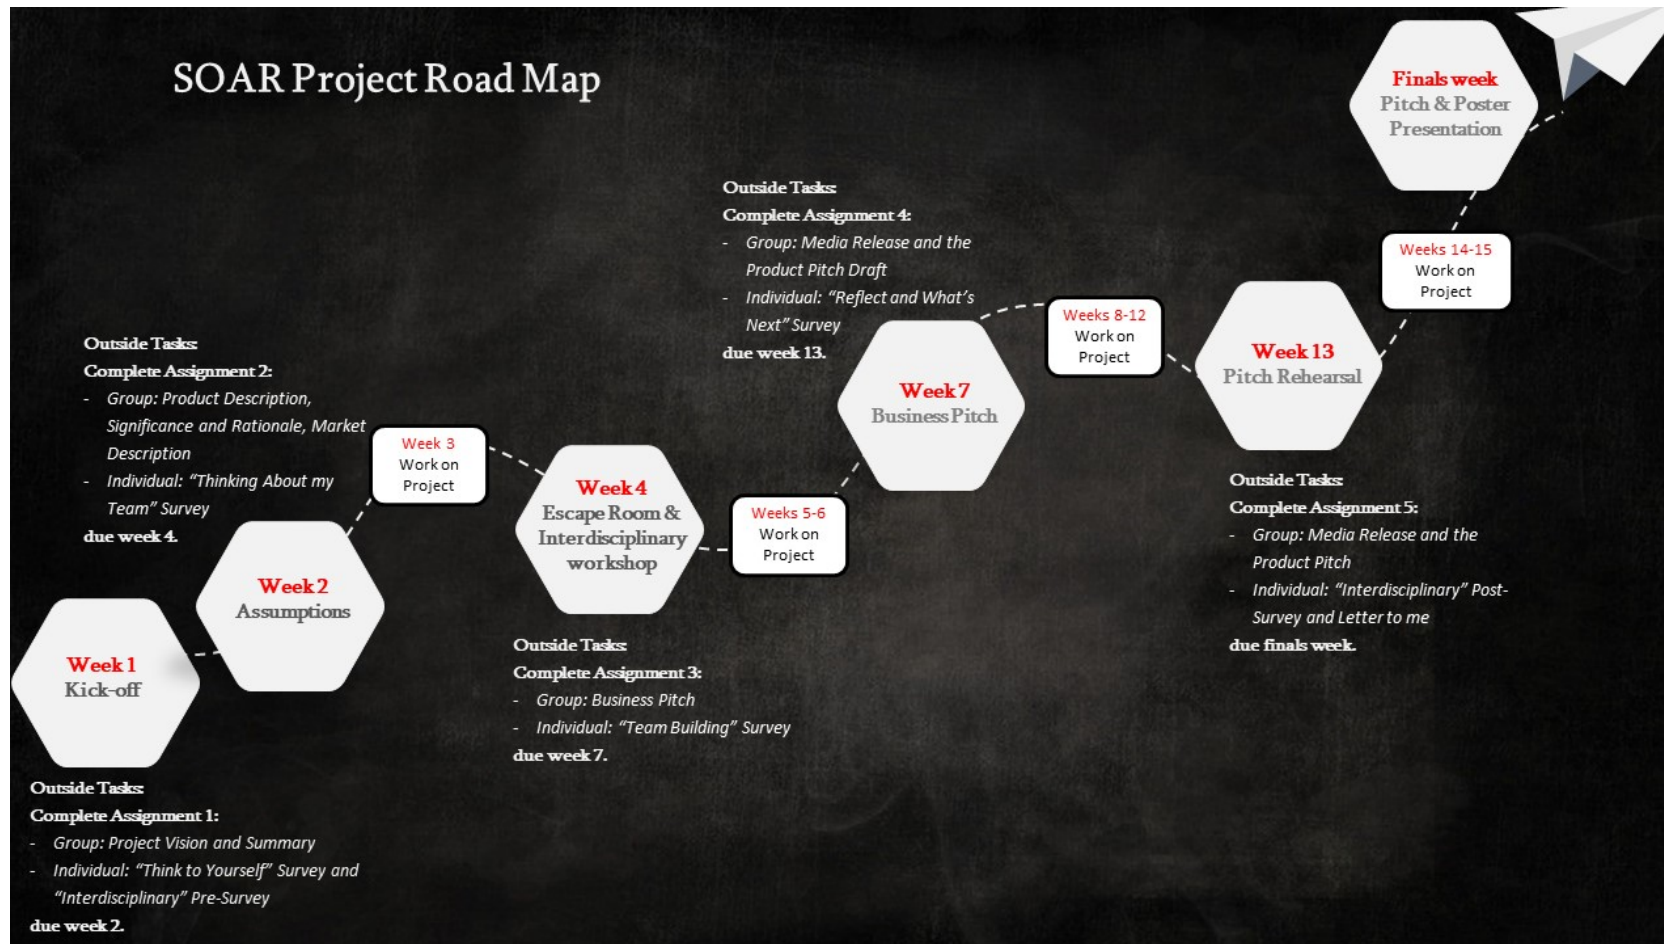 SOAR Project Road Map
Week 1
Kick-off
Outside Tasks:
Complete Assignment 1:
- Group: Project Vision and Summary
- Individual: “Think to Yourself” Survey and
“Interdisciplinary” Pre-Survey
due week 2.
Week 2
Assumptions
Outside Tasks:
Complete Assignment 2:
- Group: Product Description,
Significance and Rationale, Market
Description
- Individual: “Thinking About my
Team” Survey
due week 4.
Week 3
Work on
Project
Week 4
Escape Room &
Interdisciplinary
workshop
Outside Tasks:
Complete Assignment 3:
- Group: Business Pitch
- Individual: “Team Building” Survey
due week 7.
Weeks 5-6
Work on
Project
Week 7
Business Pitch
Outside Tasks:
Complete Assignment 4:
- Group: Media Release and the
Product Pitch Draft
- Individual: “Reflect and What’s
Next” Survey
due week 13.
Weeks 8-12
Work on
Project
Week 13
Pitch Rehearsal
Outside Tasks:
Complete Assignment 5:
- Group: Media Release and the
Product Pitch
- Individual: “Interdisciplinary” Post-
Survey and Letter to me
due finals week.
Weeks 14-15
Work on
Project
Finals week
Pitch & Poster
Presentation